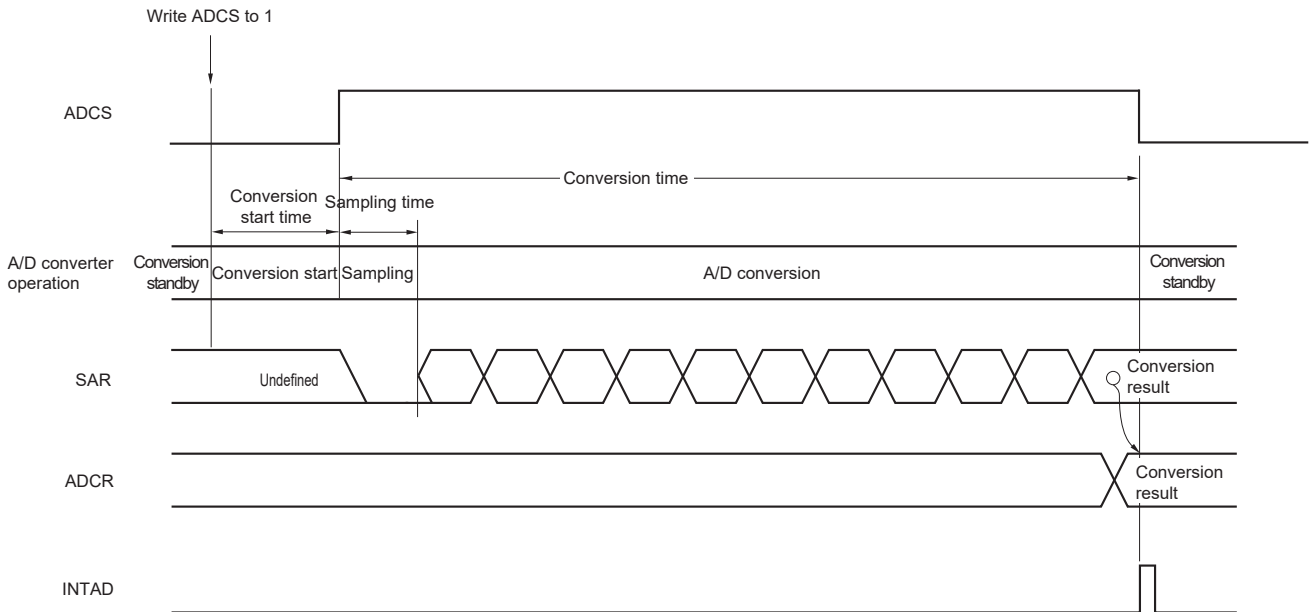 Write ADCS to 1
ADCS
Conversion time
Conversion
start time
Sampling time
A/D converter
operation
Conversion
standby
Conversion start
Sampling
A/D conversion
Conversion
standby
SAR
Undefined
Conversion
result
ADCR
Conversion
result
INTAD